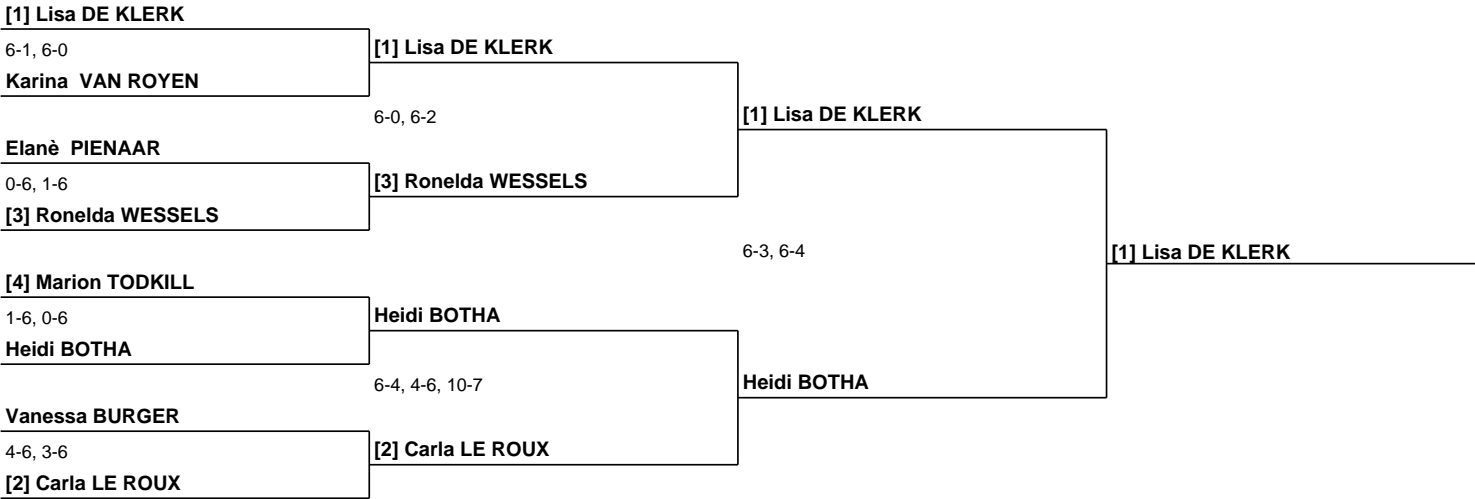 [1] Lisa DE KLERK
6-1, 6-0
Karina VAN ROYEN
Elanè PIENAAR
0-6, 1-6
[3] Ronelda WESSELS
[4] Marion TODKILL
1-6, 0-6
Heidi BOTHA
Vanessa BURGER
4-6, 3-6
[2] Carla LE ROUX
[1] Lisa DE KLERK
6-0, 6-2
[3] Ronelda WESSELS
Heidi BOTHA
6-4, 4-6, 10-7
[2] Carla LE ROUX
[1] Lisa DE KLERK
6-3, 6-4
Heidi BOTHA
[1] Lisa DE KLERK